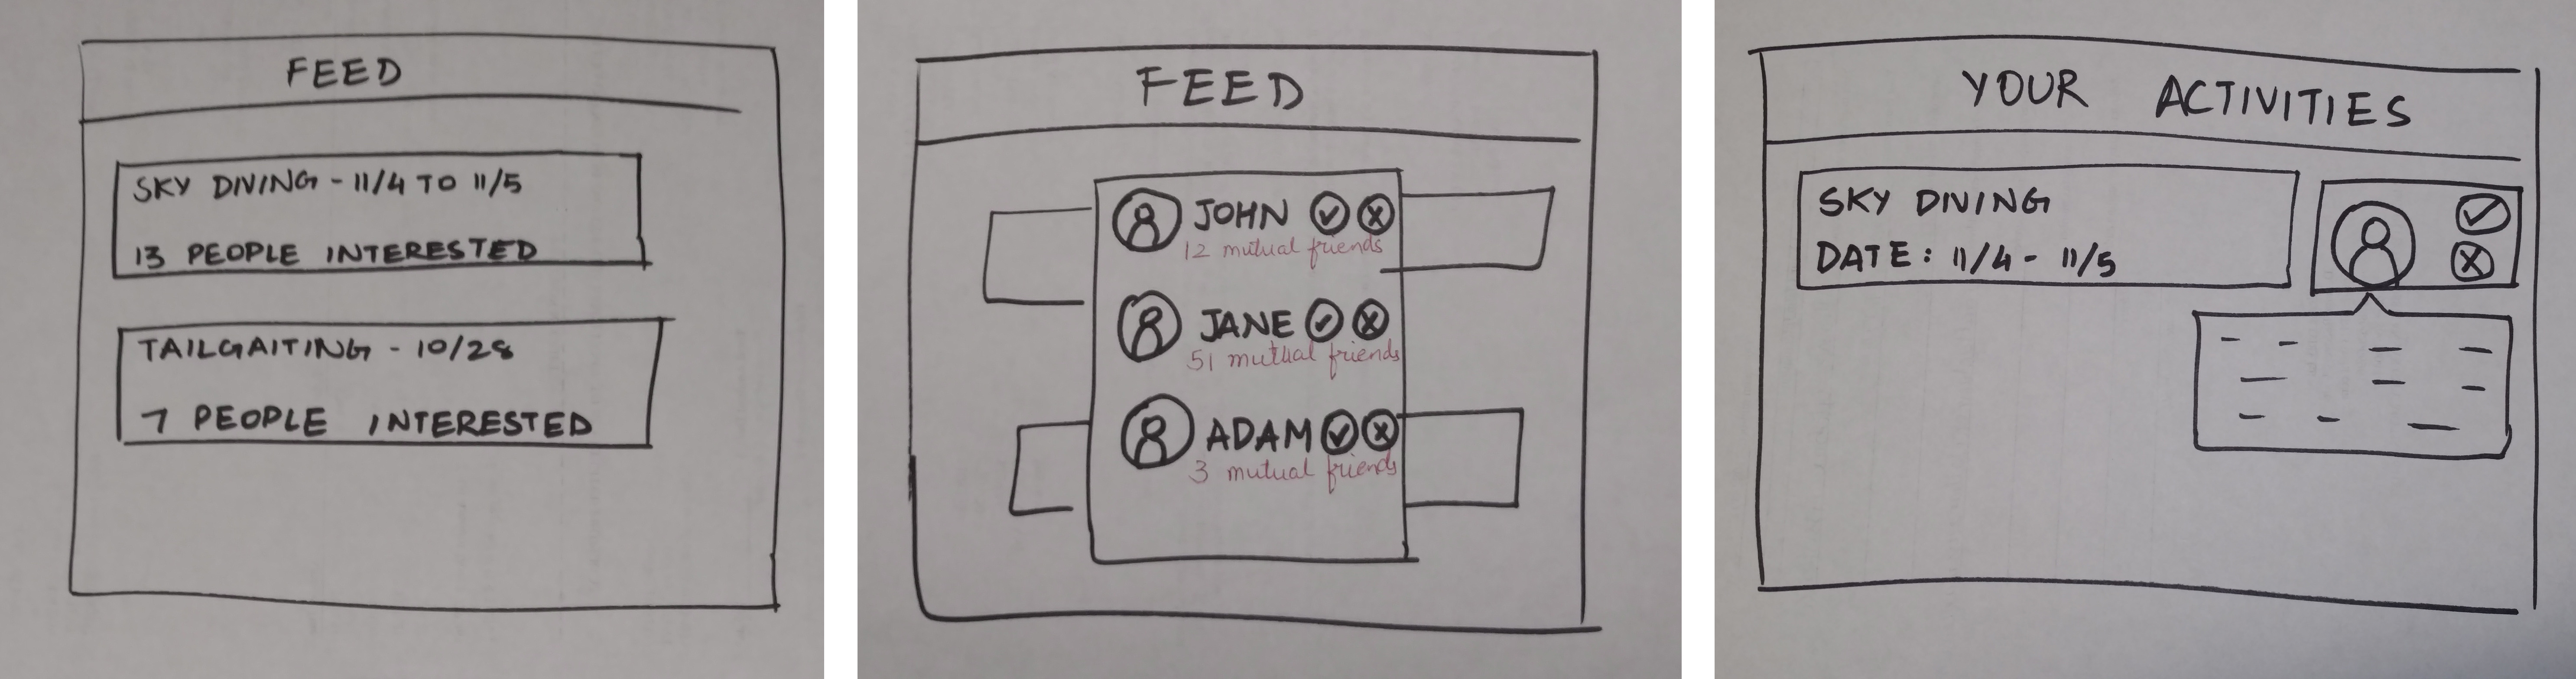 FEED
SKY DIVING - 11/4 TO 11/5
13 PEOPLE INTERESTED
TAILGAITING - 10/28
7 PEOPLE INTERESTED
FEED
JOHN
12 mutual friends
JANE
51 mutual friends
ADAM
3 mutual friends
YOUR ACTIVITIES
SKY DIVING
DATE: 11/4 - 11/5